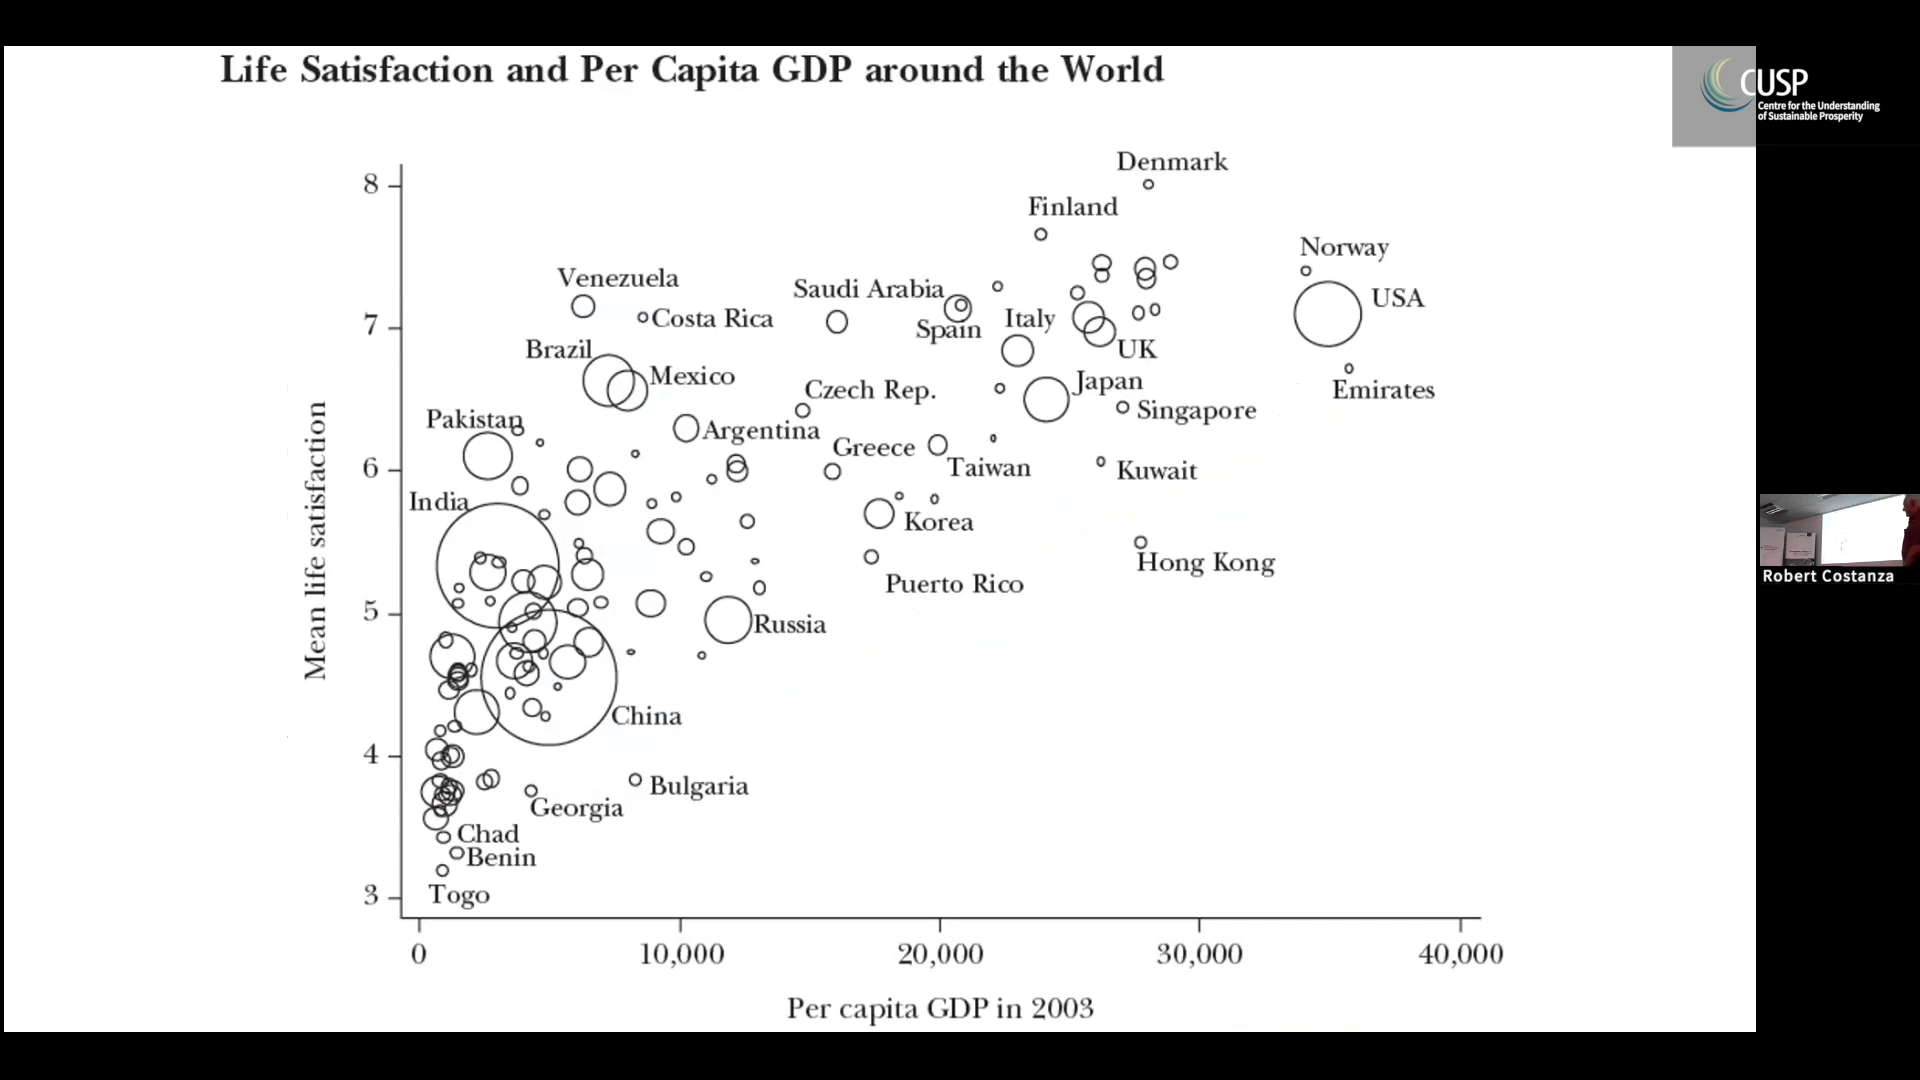 Life Satisfaction and Per Capita GDP around the World
CUSP
Centre for the Understanding
of Sustainable Prosperity
Denmark
8
Finland
Norway
Venezuela
Saudi Arabia
USA
Costa Rica
Spain
Italy
7
Brazil
UK
Mexico
Japan
Czech Rep.
Emirates
Singapore
Pakistan
Argentina
Greece
6
Taiwan
Kuwait
India
Korea
Hong Kong
Robert Costanza
Puerto Rico
5
Russia
Mean life satisfaction
China
4
Bulgaria
Georgia
Chad
Benin
3
Togo
0
10,000
20,000
30,000
40,000
Per capita GDP in 2003